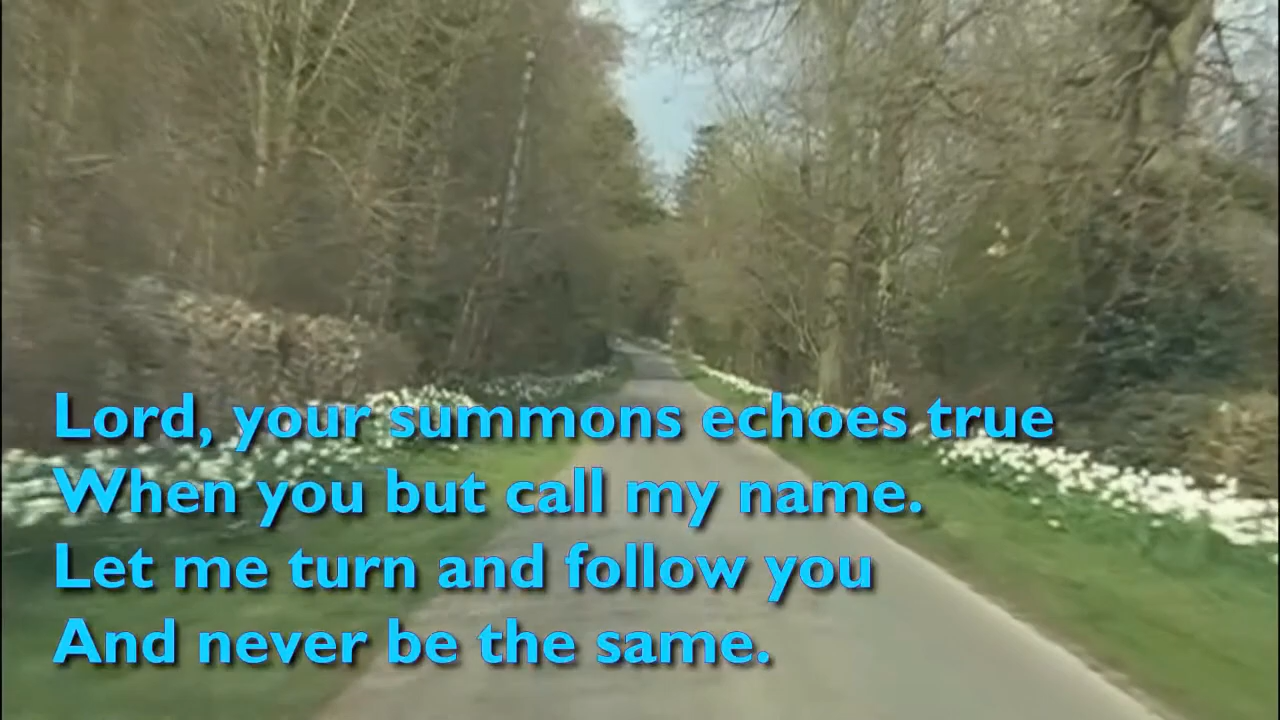 Lord, your summons echoes true
When you but call my name.
Let me turn and follow you
And never be the same.